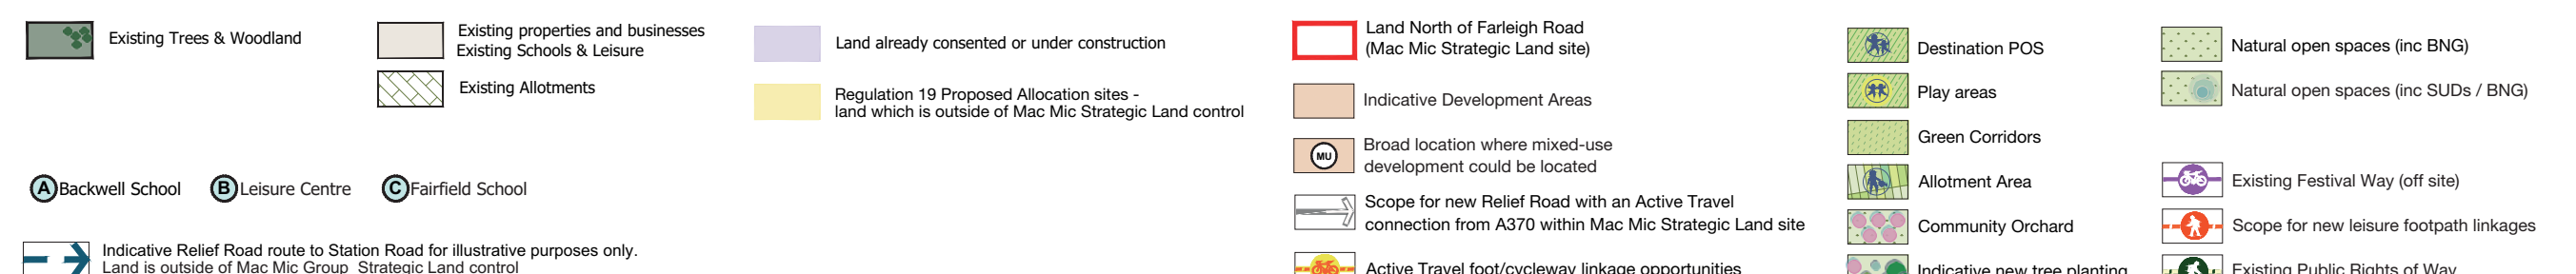 Existing Trees & Woodland
Existing properties and businesses
Existing Schools & Leisure
Existing Allotments
Land already consented or under construction
Regulation 19 Proposed Allocation sites -
land which is outside of Mac Mic Strategic Land control
A Backwell School
B Leisure Centre
C Fairfield School
Indicative Relief Road route to Station Road for illustrative purposes only.
Land is outside of Mac Mic Group Strategic Land control
Land North of Farleigh Road
(Mac Mic Strategic Land site)
Indicative Development Areas
MU
Broad location where mixed-use
development could be located
Scope for new Relief Road with an Active Travel
connection from A370 within Mac Mic Strategic Land site
Active Travel foot/cycleway linkage opportunities
Destination POS
Play areas
Green Corridors
Allotment Area
Community Orchard
Indicative new tree planting
Natural open spaces (inc BNG)
Natural open spaces (inc SUDs / BNG)
Existing Festival Way (off site)
Scope for new leisure footpath linkages
Existing Public Rights of Way